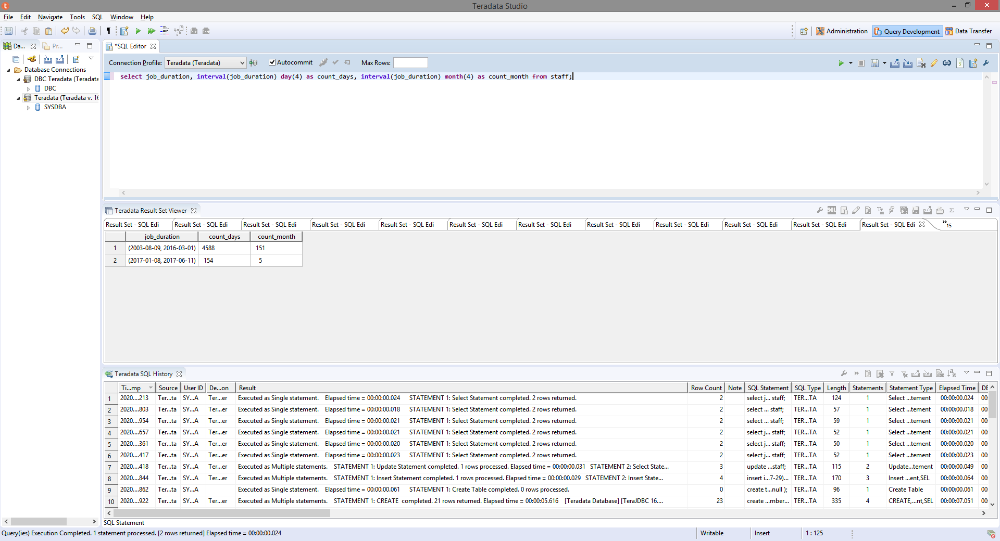 Teradata Studio
File Edit Navigate Tools SQL Window Help
Administration Query Development Data Transfer
Da... Pr...
Database Connections
DBC Teradata (Teradata
DBC
Teradata (Teradata v. 16
SYSDBA
*SQL Editor
Connection Profile: Teradata (Teradata) Autocommit Max Rows:
select job_duration, interval(job_duration) day(4) as count_days, interval(job_duration) month(4) as count_month from staff;
Teradata Result Set Viewer
Result Set - SQL Edi Result Set - SQL Edi Result Set - SQL Edi Result Set - SQL Edi Result Set - SQL Edi Result Set - SQL Edi Result Set - SQL Edi Result Set - SQL Edi Result Set - SQL Edi Result Set - SQL Edi Result Set - SQL Edi Result Set - SQL Edi »15
job_duration count_days count_month
1 (2003-08-09, 2016-03-01) 4588 151
2 (2017-01-08, 2017-06-11) 154 5
Teradata SQL History
Ti...mp Source User ID De...on Result Row Count Note SQL Statement SQL Type Length Statements Statement Type Elapsed Time DE
1 2020....213 Ter...ta SY...A Ter...er Executed as Single statement. Elapsed time = 00:00:00.024 STATEMENT 1: Select Statement completed. 2 rows returned. 2 select j... staff; TER...TA 124 1 Select ...tement 00:00:00.024 00:
2 2020....803 Ter...ta SY...A Ter...er Executed as Single statement. Elapsed time = 00:00:00.018 STATEMENT 1: Select Statement completed. 2 rows returned. 2 select ... staff; TER...TA 57 1 Select ...tement 00:00:00.018 00:
3 2020....954 Ter...ta SY...A Ter...er Executed as Single statement. Elapsed time = 00:00:00.021 STATEMENT 1: Select Statement completed. 2 rows returned. 2 select ... staff; TER...TA 59 1 Select ...tement 00:00:00.021 00:
4 2020....657 Ter...ta SY...A Ter...er Executed as Single statement. Elapsed time = 00:00:00.021 STATEMENT 1: Select Statement completed. 2 rows returned. 2 select j... staff; TER...TA 52 1 Select ...tement 00:00:00.021 00:
5 2020....361 Ter...ta SY...A Ter...er Executed as Single statement. Elapsed time = 00:00:00.020 STATEMENT 1: Select Statement completed. 2 rows returned. 2 select j... staff; TER...TA 50 1 Select ...tement 00:00:00.020 00:
6 2020....417 Ter...ta SY...A Ter...er Executed as Single statement. Elapsed time = 00:00:00.023 STATEMENT 1: Select Statement completed. 2 rows returned. 2 select j... staff; TER...TA 52 1 Select ...tement 00:00:00.023 00:
7 2020....418 Ter...ta SY...A Ter...er Executed as Multiple statements. STATEMENT 1: Update Statement completed. 1 rows processed. Elapsed time = 00:00:00.031 STATEMENT 2: Select State... 3 update ...staff; TER...TA 115 2 Update...tement 00:00:00.049 00:
8 2020....844 Ter...ta SY...A Ter...er Executed as Multiple statements. STATEMENT 1: Insert Statement completed. 1 rows processed. Elapsed time = 00:00:00.029 STATEMENT 2: Insert State... 4 insert i...7-29)... TER...TA 170 3 Insert ...ent,SEL 00:00:00.064 00:
9 2020....862 Ter...ta SY...A Executed as Single statement. Elapsed time = 00:00:00.061 STATEMENT 1: Create Table completed. 0 rows processed. 0 create t...null ); TER...TA 96 1 Create Table 00:00:00.061 00:
10 2020....922 Ter...ta SY...A Ter...er Executed as Multiple statements. STATEMENT 1: CREATE completed. 21 rows returned. Elapsed time = 00:00:05.616 [Teradata Database] [TeraJDBC 16.... 23 create ...mber... TER...TA 335 4 CREATE,...nt,SEL 00:00:07.051 00:
SQL Statement
Query(ies) Execution Completed. 1 statement processed. [2 rows returned] Elapsed time = 00:00:00.024 Writable Insert 1 : 125